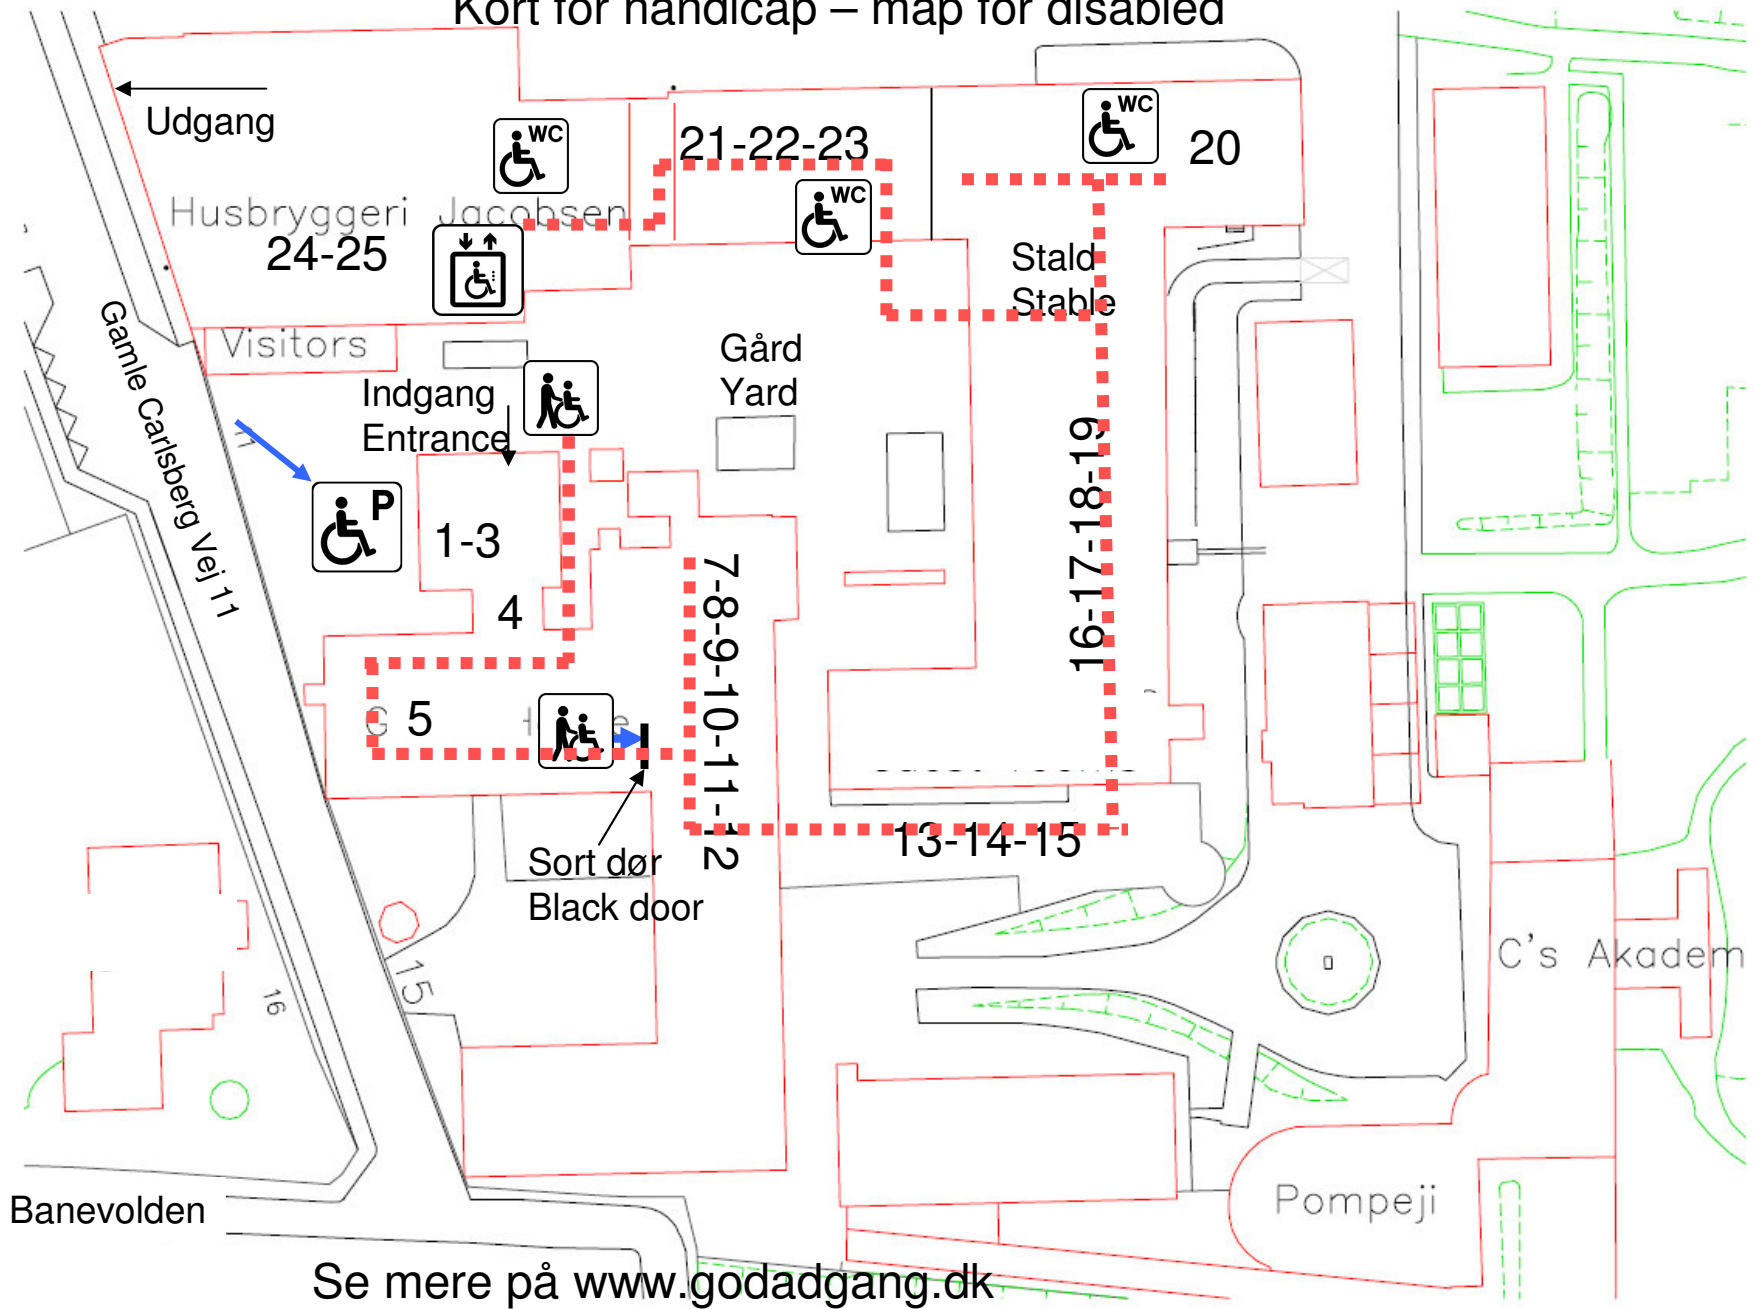 Kort for handicap – map for disabled
Udgang
WC
WC
WC
21-22-23
20
Husbryggeri Jacobsen
24-25
Stald
Stable
Visitors
Gård
Yard
Indgang
Entrance
Gamle Carlsberg Vej 11
11
P
1-3
4
5
7-8-9-10-11-12
16-17-18-19
13-14-15
Sort dør
Black door
15
16
C's Akadem
Pompeji
Banevolden
Se mere på www.godadgang.dk